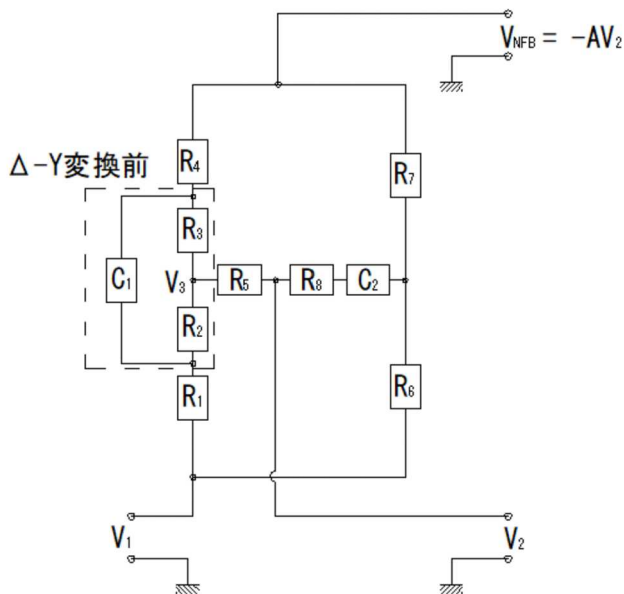 V_NFB = -AV₂
Δ-Y変換前
R₄
R₇
R₃
C₁
V₃
R₅
R₈
C₂
R₂
R₁
R₆
V₁
V₂